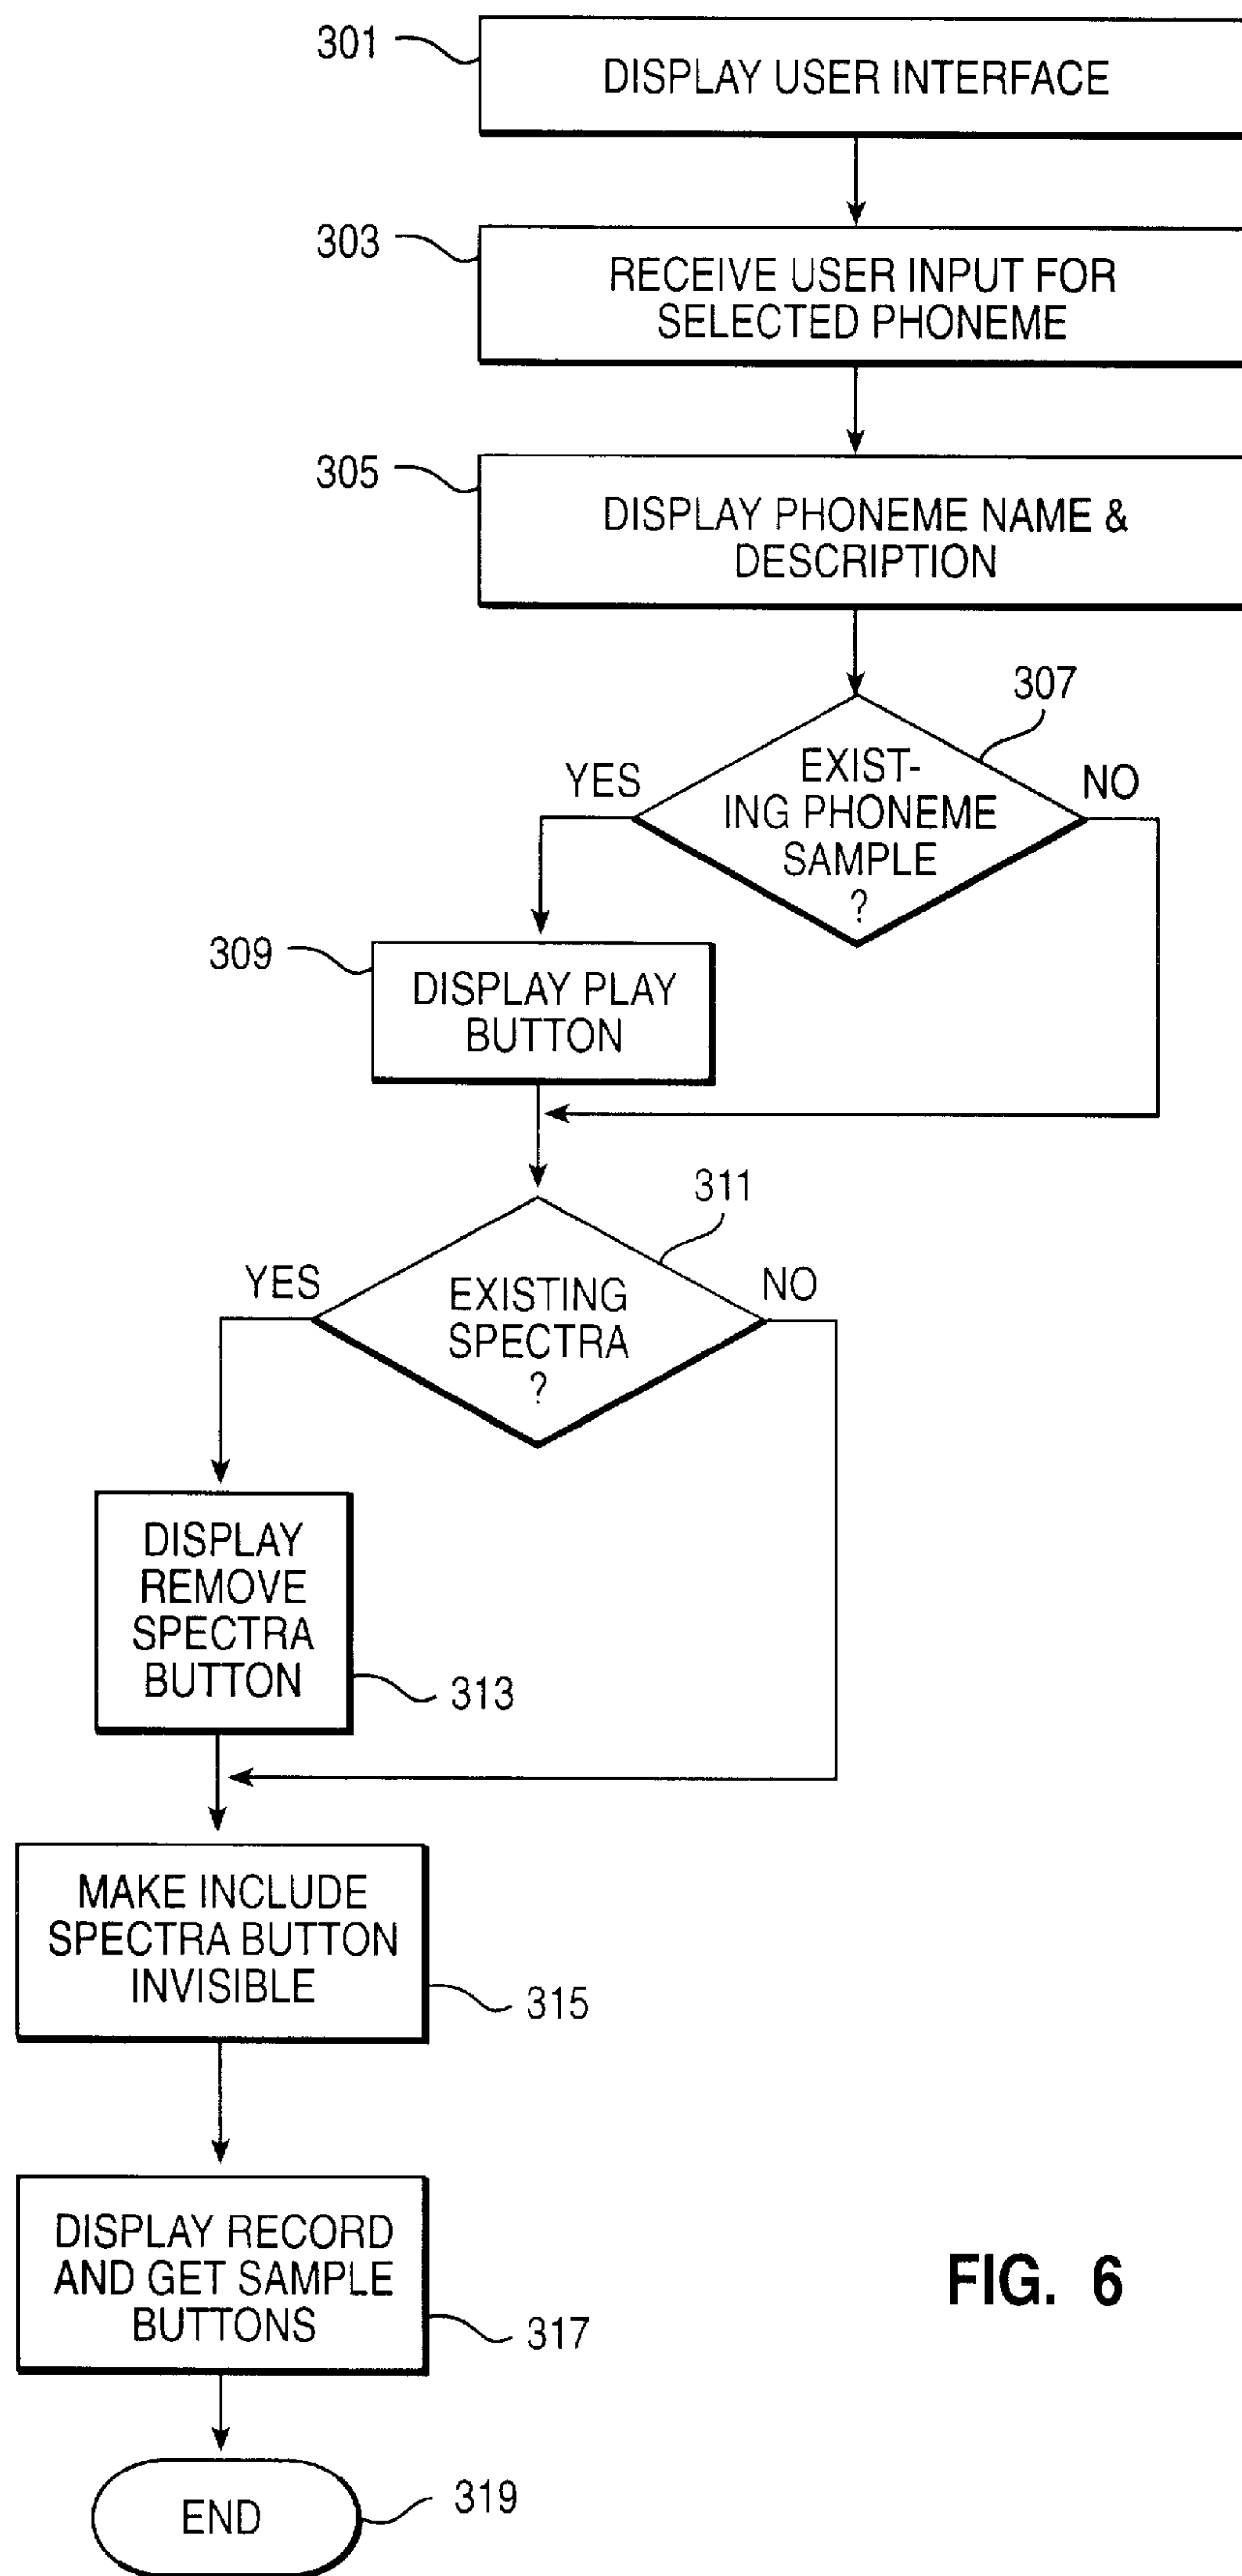 301
DISPLAY USER INTERFACE
303
RECEIVE USER INPUT FOR
SELECTED PHONEME
305
DISPLAY PHONEME NAME &
DESCRIPTION
307
YES
NO
EXIST-
ING PHONEME
SAMPLE
?
309
DISPLAY PLAY
BUTTON
311
YES
NO
EXISTING
SPECTRA
?
DISPLAY
REMOVE
SPECTRA
BUTTON
313
MAKE INCLUDE
SPECTRA BUTTON
INVISIBLE
315
DISPLAY RECORD
AND GET SAMPLE
BUTTONS
317
FIG. 6
END
319